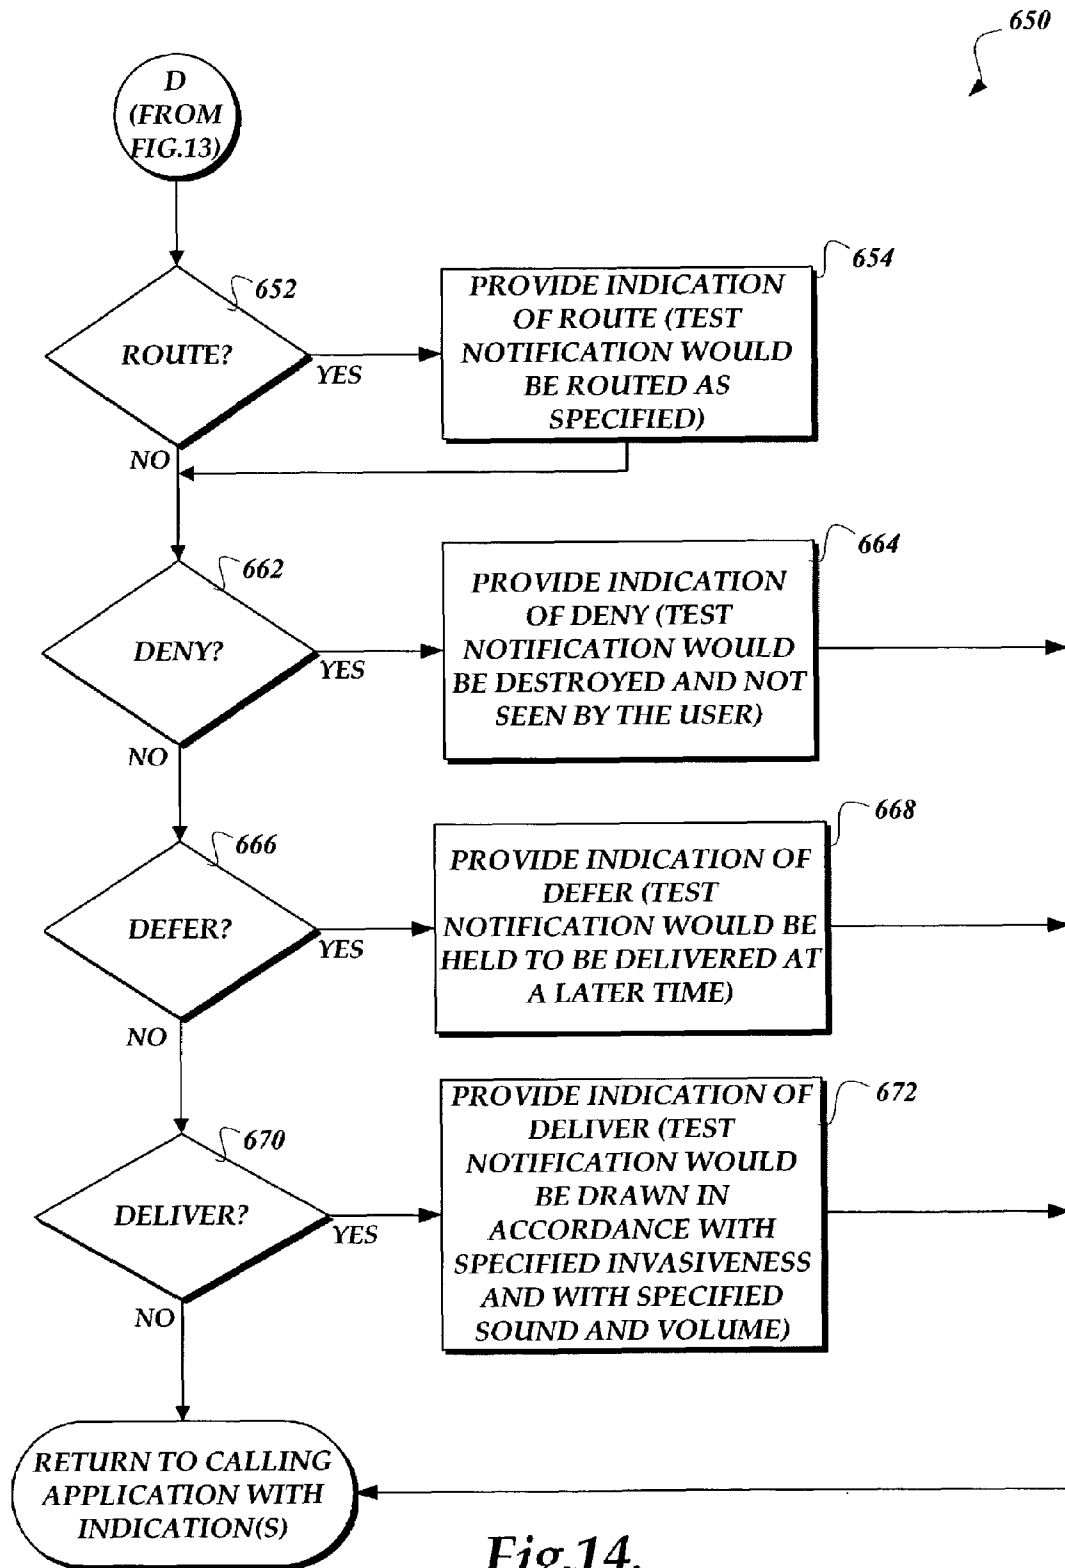 650
D
(FROM
FIG.13)
652
ROUTE?
YES
NO
654
PROVIDE INDICATION
OF ROUTE (TEST
NOTIFICATION WOULD
BE ROUTED AS
SPECIFIED)
662
DENY?
YES
NO
664
PROVIDE INDICATION
OF DENY (TEST
NOTIFICATION WOULD
BE DESTROYED AND NOT
SEEN BY THE USER)
666
DEFER?
YES
NO
668
PROVIDE INDICATION OF
DEFER (TEST
NOTIFICATION WOULD BE
HELD TO BE DELIVERED AT
A LATER TIME)
670
DELIVER?
YES
NO
672
PROVIDE INDICATION OF
DELIVER (TEST
NOTIFICATION WOULD
BE DRAWN IN
ACCORDANCE WITH
SPECIFIED INVASIVENESS
AND WITH SPECIFIED
SOUND AND VOLUME)
RETURN TO CALLING
APPLICATION WITH
INDICATION(S)
Fig.14.